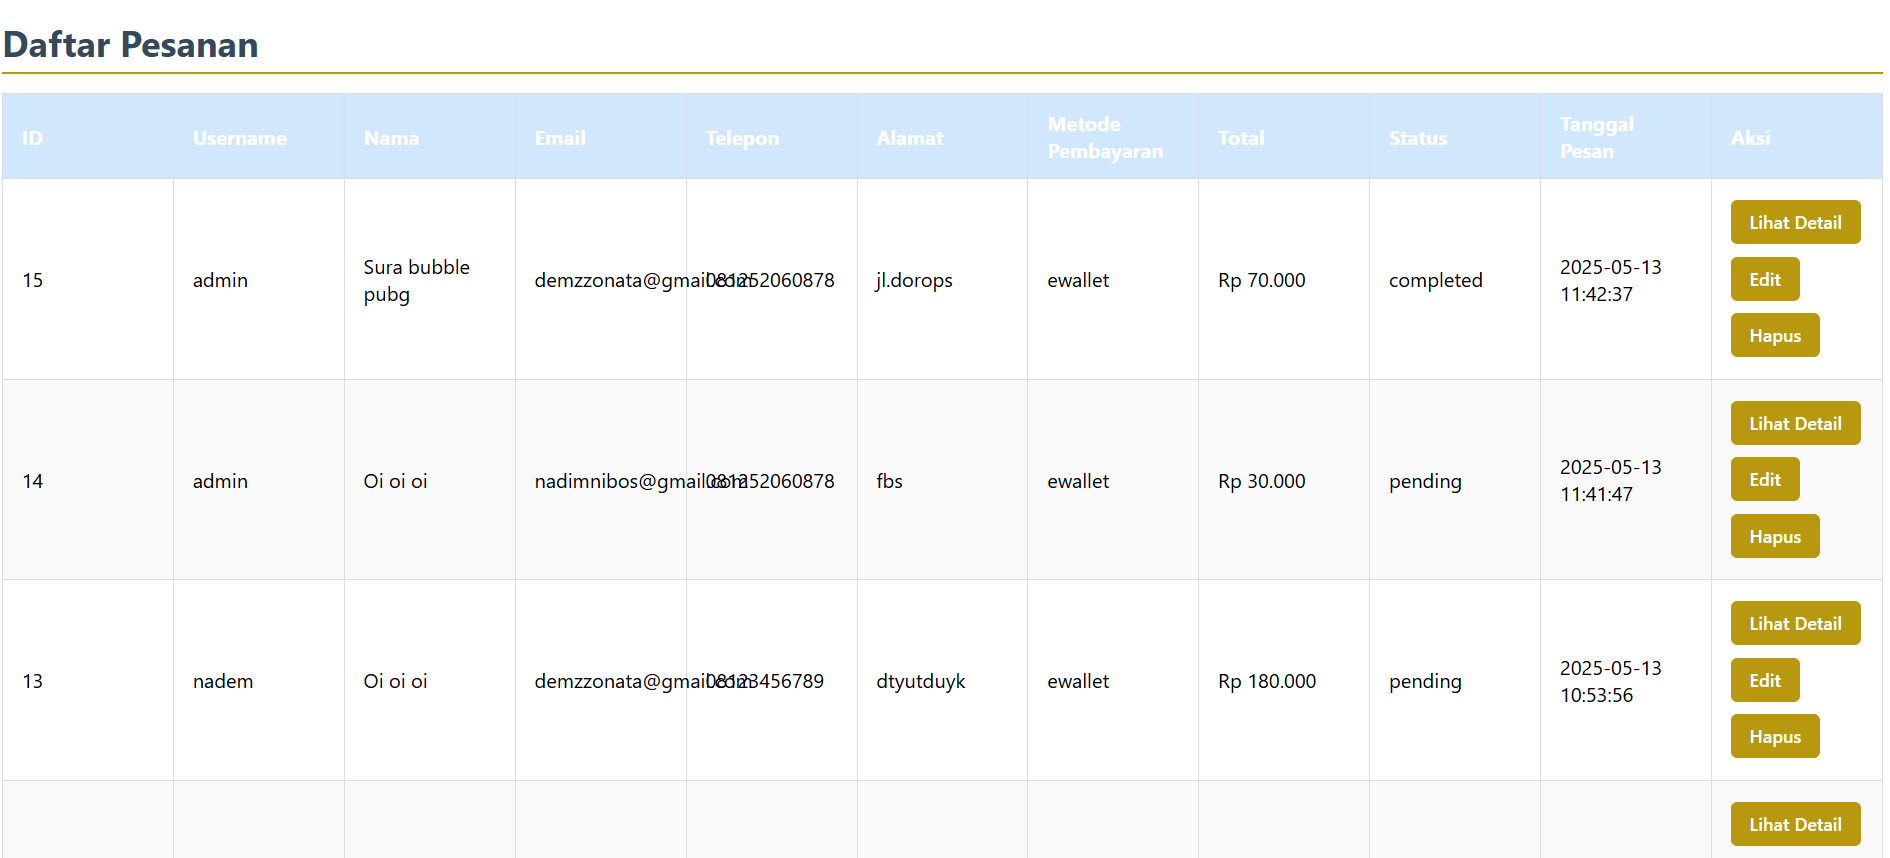 Daftar Pesanan
ID Username Nama Email Telepon Alamat Metode Pembayaran Total Status Tanggal Pesan Aksi
15 admin Sura bubble pubg demzzonata@gmail.com 081252060878 jl.dorops ewallet Rp 70.000 completed 2025-05-13 11:42:37 Lihat Detail
Edit
Hapus
14 admin Oi oi oi nadimnibos@gmail.com 081252060878 fbs ewallet Rp 30.000 pending 2025-05-13 11:41:47 Lihat Detail
Edit
Hapus
13 nadem Oi oi oi demzzonata@gmail.com 08123456789 dtyutduyk ewallet Rp 180.000 pending 2025-05-13 10:53:56 Lihat Detail
Edit
Hapus
Lihat Detail